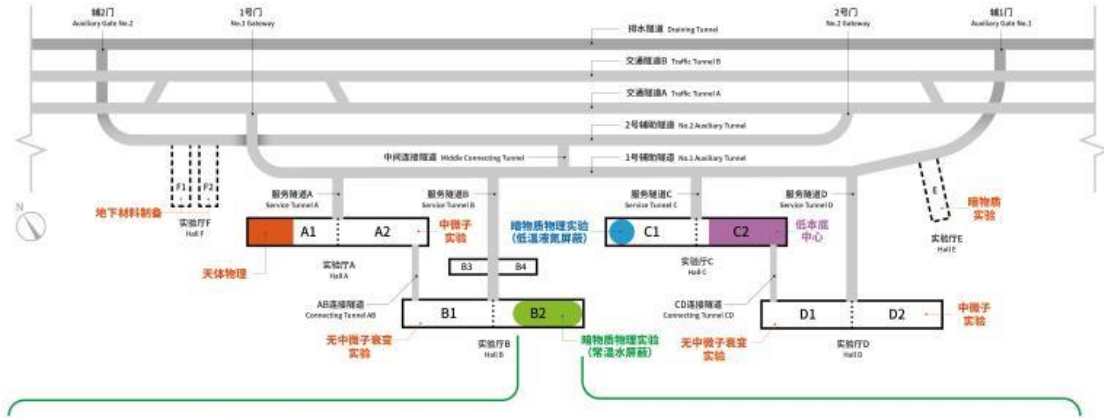 辅2门
Auxiliary Gate No.2
1号门
No.1 Gateway
2号门
No.2 Gateway
辅1门
Auxiliary Gate No.1
排水隧道 Draining Tunnel
交通隧道B Traffic Tunnel B
交通隧道A Traffic Tunnel A
2号辅助隧道 No.2 Auxiliary Tunnel
中间连接隧道 Middle Connecting Tunnel
1号辅助隧道 No.1 Auxiliary Tunnel
N
F1
F2
地下材料制备
实验厅F
Hall F
服务隧道A
Service Tunnel A
服务隧道B
Service Tunnel B
服务隧道C
Service Tunnel C
服务隧道D
Service Tunnel D
E
暗物质
实验
实验厅E
Hall E
A1
A2
中微子
实验
天体物理
实验厅A
Hall A
暗物质物理实验
(低温液氮屏蔽)
C1
C2
低本底
中心
实验厅C
Hall C
B3
B4
AB连接隧道
Connecting Tunnel AB
B1
B2
无中微子衰变
实验
实验厅B
Hall B
暗物质物理实验
(常温水屏蔽)
CD连接隧道
Connecting Tunnel CD
D1
D2
中微子
实验
无中微子衰变
实验
实验厅D
Hall D